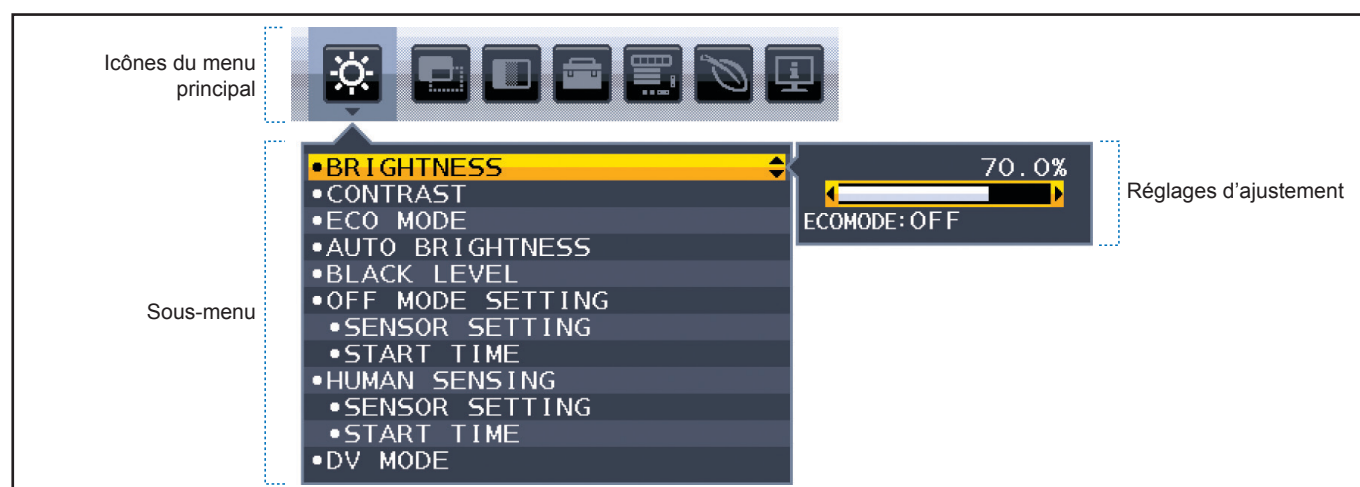 Icônes du menu
principal
•BRIGHTNESS
70.0%
•CONTRAST
•ECO MODE
ECOMODE:OFF
Réglages d'ajustement
•AUTO BRIGHTNESS
•BLACK LEVEL
•OFF MODE SETTING
Sous-menu
•SENSOR SETTING
•START TIME
•HUMAN SENSING
•SENSOR SETTING
•START TIME
•DV MODE